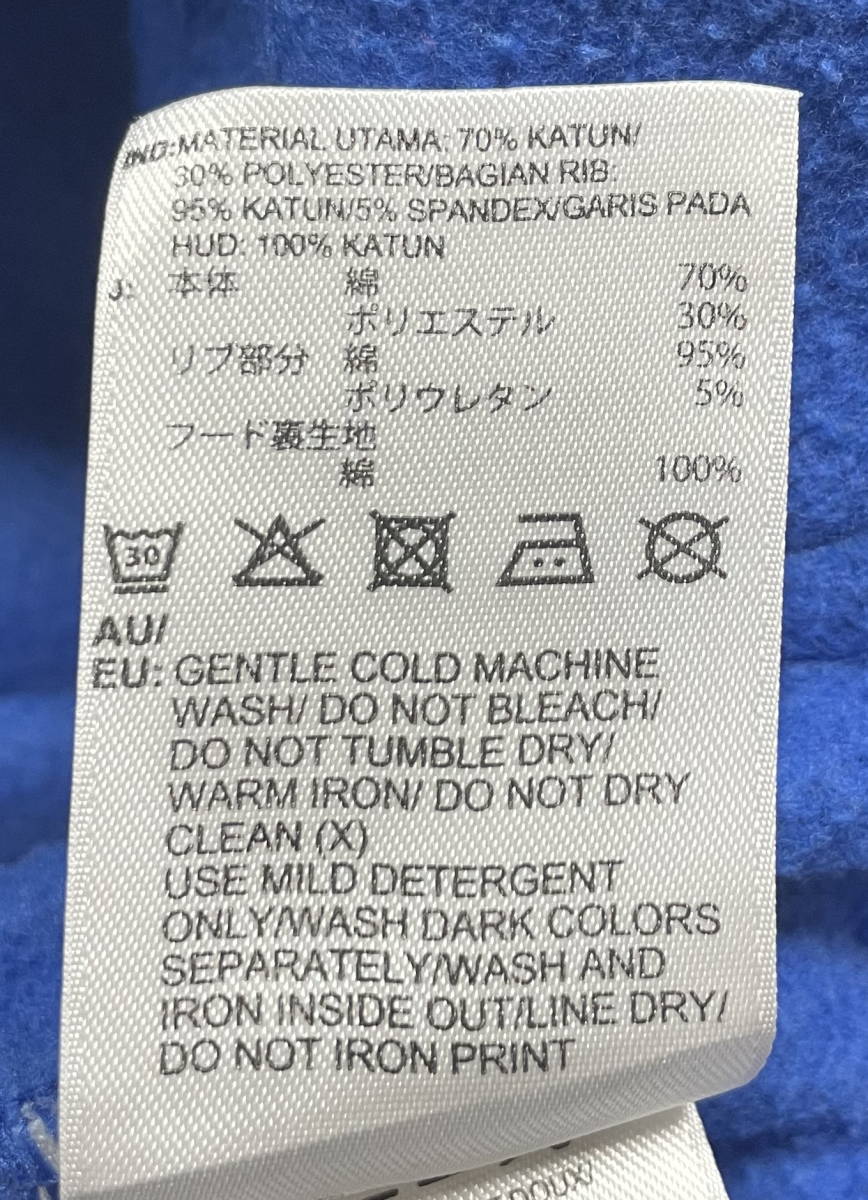 IND:MATERIAL UTAMA: 70% KATUN/
30% POLYESTER/BAGIAN RIB:
95% KATUN/5% SPANDEX/GARIS PADA
HUD: 100% KATUN
J: 本体 綿 70%
ポリエステル 30%
リブ部分 綿 95%
ポリウレタン 5%
フード裏生地
綿 100%
30
AU/
EU: GENTLE COLD MACHINE
WASH/ DO NOT BLEACH/
DO NOT TUMBLE DRY/
WARM IRON/ DO NOT DRY
CLEAN (X)
USE MILD DETERGENT
ONLY/WASH DARK COLORS
SEPARATELY/WASH AND
IRON INSIDE OUT/LINE DRY/
DO NOT IRON PRINT
DOUX/